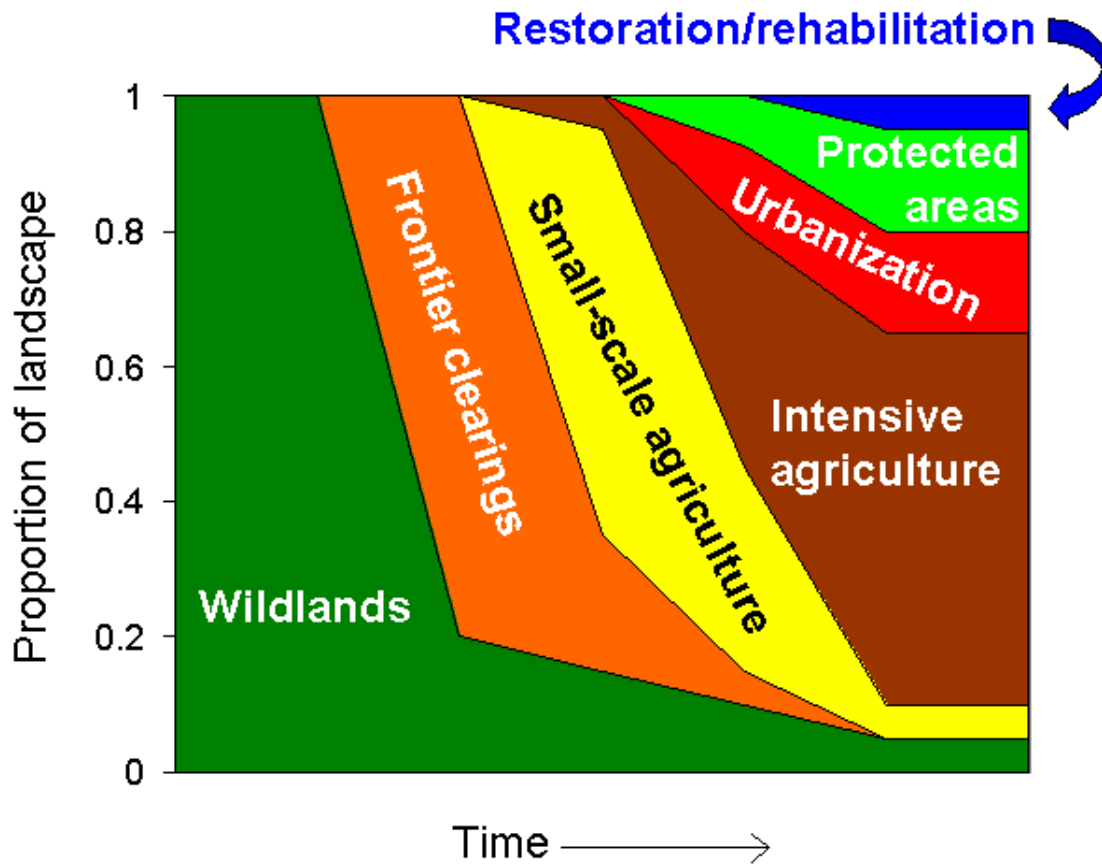 Restoration/rehabilitation
1
0.8
0.6
0.4
0.2
0
Proportion of landscape
Wildlands
Frontier clearings
Small-scale agriculture
Intensive
agriculture
Urbanization
Protected
areas
Time